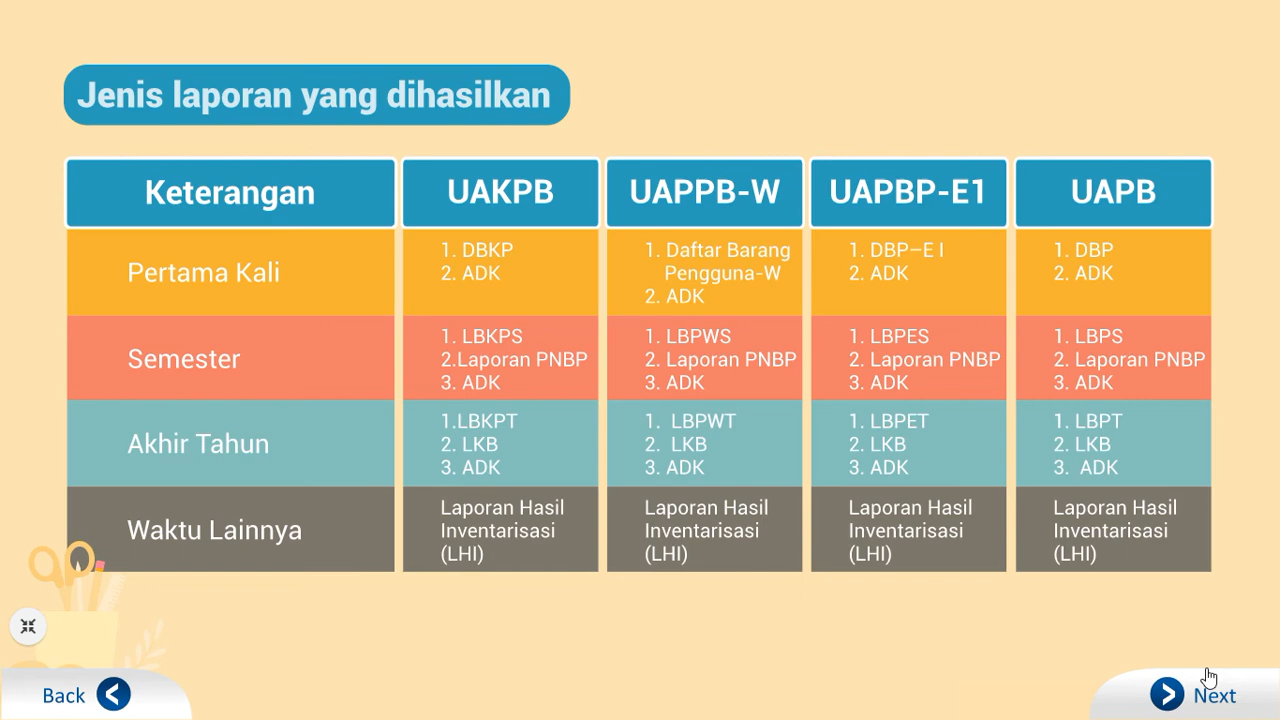 Jenis laporan yang dihasilkan
Keterangan
UAKPB
UAPPB-W
UAPBP-E1
UAPB
Pertama Kali
1. DBKP
2. ADK
1. Daftar Barang
Pengguna-W
2. ADK
1. DBP–E I
2. ADK
1. DBP
2. ADK
Semester
1. LBKPS
2.Laporan PNBP
3. ADK
1. LBPWS
2. Laporan PNBP
3. ADK
1. LBPES
2. Laporan PNBP
3. ADK
1. LBPS
2. Laporan PNBP
3. ADK
Akhir Tahun
1.LBKPT
2. LKB
3. ADK
1. LBPWT
2. LKB
3. ADK
1. LBPET
2. LKB
3. ADK
1. LBPT
2. LKB
3. ADK
Waktu Lainnya
Laporan Hasil
Inventarisasi
(LHI)
Laporan Hasil
Inventarisasi
(LHI)
Laporan Hasil
Inventarisasi
(LHI)
Laporan Hasil
Inventarisasi
(LHI)
Back
Next